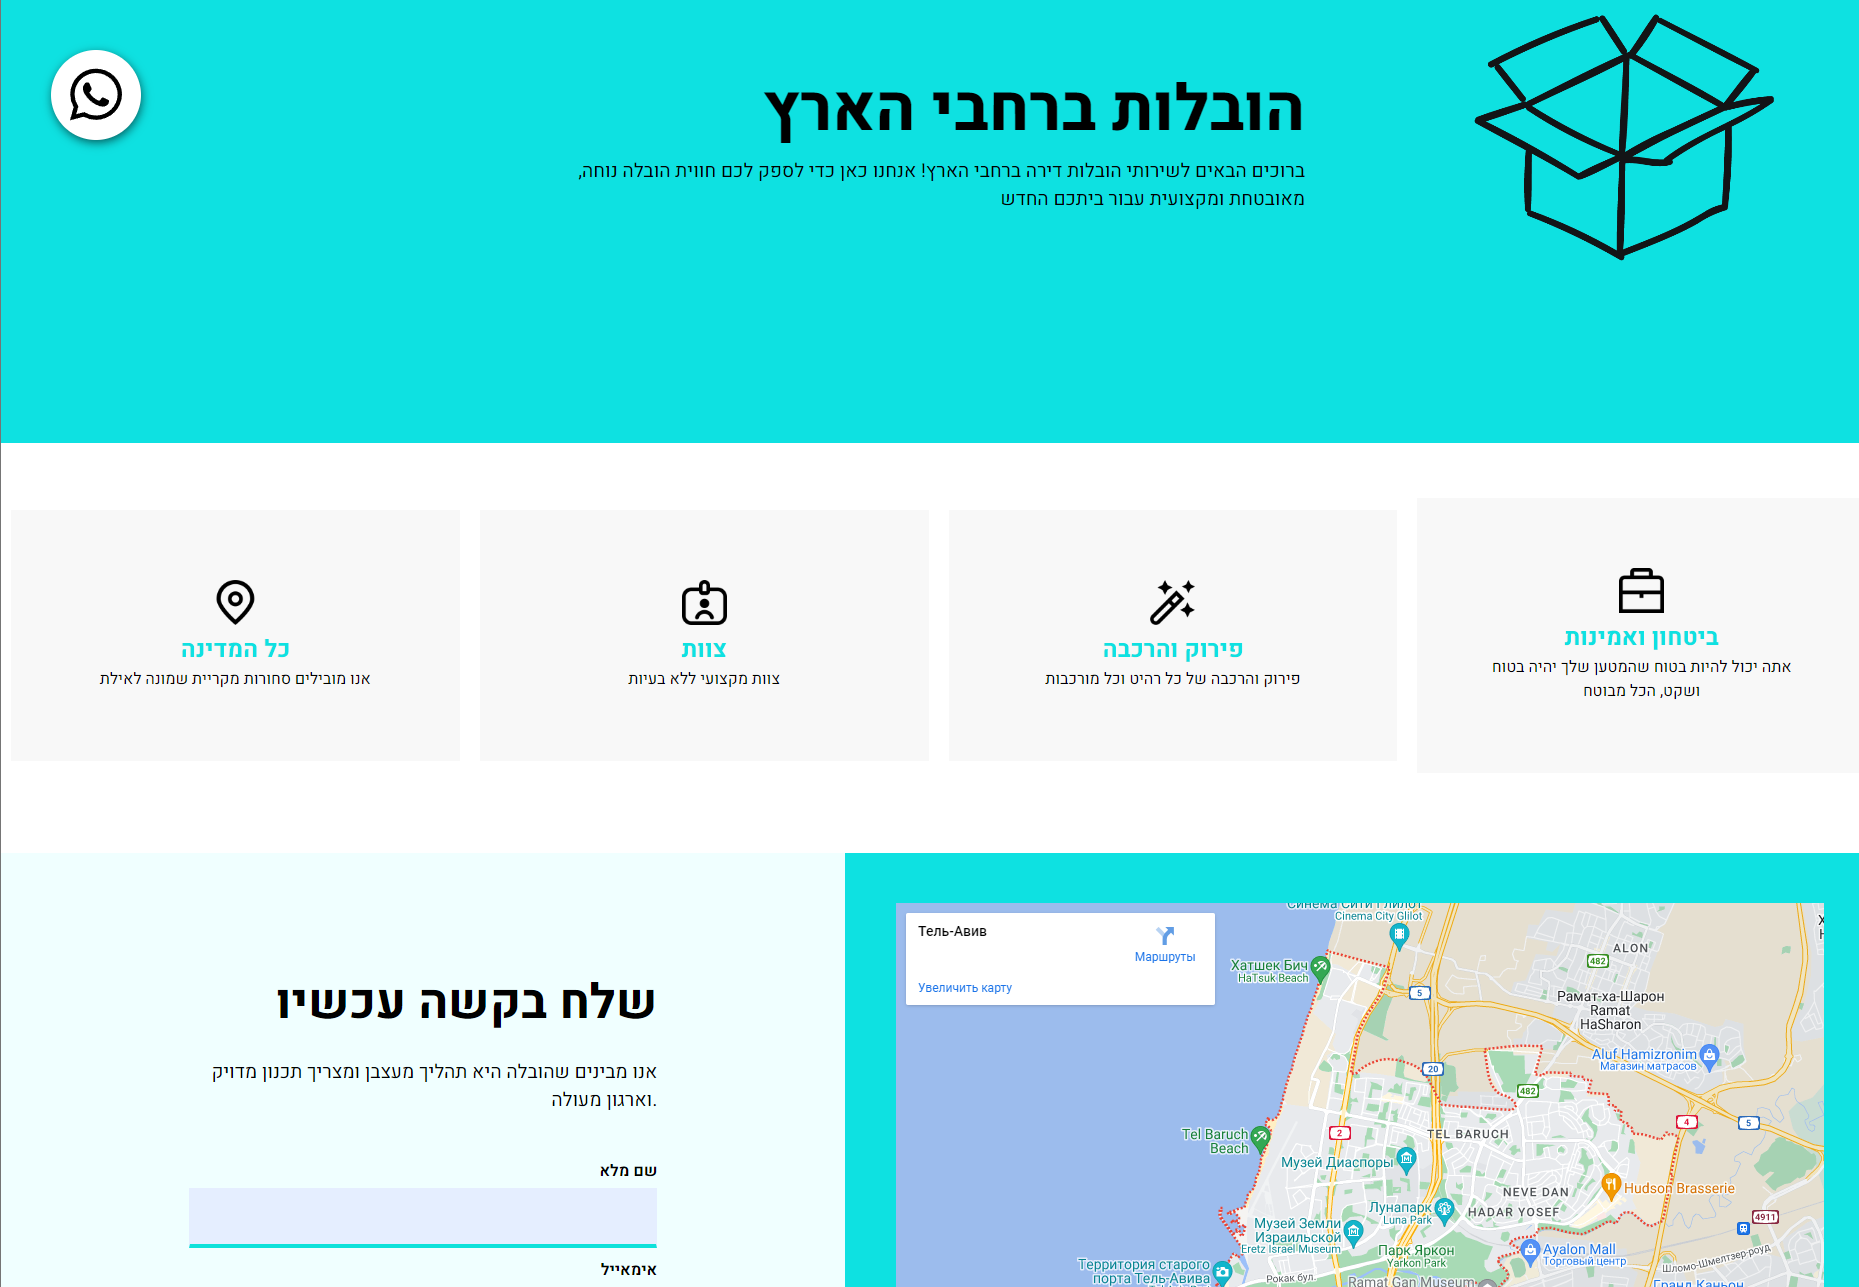 הובלות ברחבי הארץ
ברוכים הבאים לשירותי הובלות דירה ברחבי הארץ! אנחנו כאן כדי לספק לכם חווית הובלה נוחה,
מאובטחת ומקצועית עבור ביתכם החדש
ביטחון ואמינות
אתה יכול להיות בטוח שהמטען שלך יהיה בטוח
ושקט, הכל מבוטח
פירוק והרכבה
פירוק והרכבה של כל רהיט וכל מורכבות
צוות
צוות מקצועי ללא בעיות
כל המדינה
אנו מובילים סחורות מקריית שמונה לאילת
שלח בקשה עכשיו
אנו מבינים שהובלה היא תהליך מעצבן ומצריך תכנון מדויק
.וארגון מעולה
שם מלא
אימאייל
Тель-Авив
Маршруты
Увеличить карту
Синема Сити Глилот
Cinema City Glilot
ALON
482
Хатшек Бич
HaTsuk Beach
5
Рамат-ха-Шарон
Ramat
HaSharon
Aluf Hamizronim
Магазин матрасов
20
482
4
5
2
TEL BARUCH
Tel Baruch
Beach
Музей Диаспоры
NEVE DAN
Hudson Brasserie
Лунапарк
Luna Park
HADAR YOSEF
4911
Музей Земли
Израильской
Eretz Israel Museum
Парк Яркон
Yarkon Park
Ayalon Mall
Торговый центр
Шломо-Шмелтзер-роуд
Территория старого
порта Тель-Авива
Роках бул.
Ramat Gan Museum
Гранд Каньон